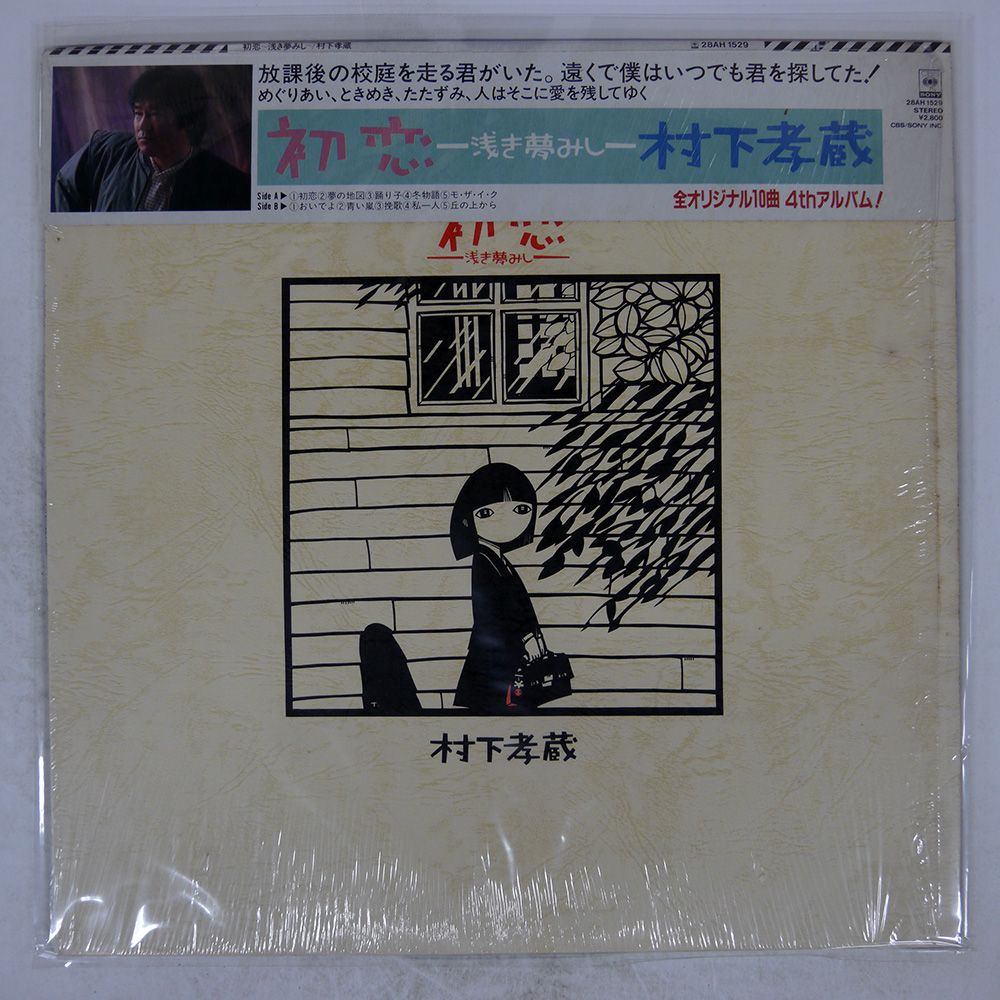 初恋—浅き夢みし—/村下孝蔵
28AH 1529
放課後の校庭を走る君がいた。遠くで僕はいつでも君を探してた!
めぐりあい、ときめき、たたずみ、人はそこに愛を残してゆく
SONY
28AH 1529
STEREO
¥2,800
CBS/SONY INC.
初恋—浅き夢みし—村下孝蔵
Side A▶①初恋②夢の地図③踊り子④冬物語⑤モ・ザ・イ・ク
Side B▶①おいでよ②青い嵐③挽歌④私一人⑤丘の上から
全オリジナル10曲 4thアルバム!
初恋
—浅き夢みし—
村下孝蔵